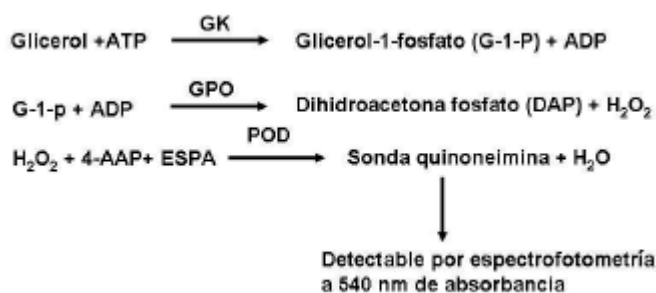 GK
Glicerol +ATP Glicerol-1-fosfato (G-1-P) + ADP
GPO
G-1-p + ADP Dihidroacetona fosfato (DAP) + H₂O₂
POD
H₂O₂ + 4-AAP+ ESPA Sonda quinoneimina + H₂O
Detectable por espectrofotometría
a 540 nm de absorbancia